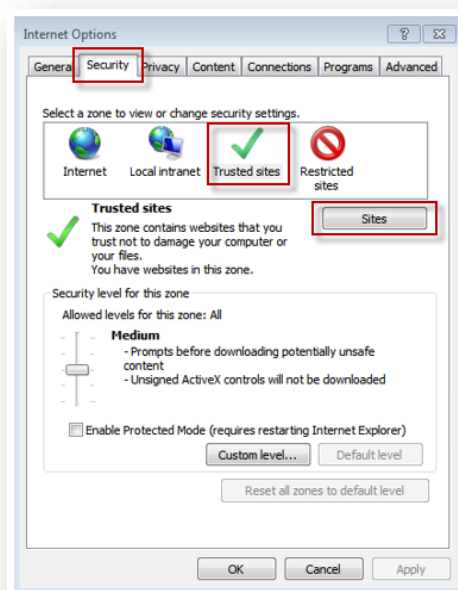 Internet Options
General Security Privacy Content Connections Programs Advanced
Select a zone to view or change security settings.
Internet Local intranet Trusted sites Restricted
sites
Trusted sites
Sites
This zone contains websites that you
trust not to damage your computer or
your files.
You have websites in this zone.
Security level for this zone
Allowed levels for this zone: All
Medium
- Prompts before downloading potentially unsafe
content
- Unsigned ActiveX controls will not be downloaded
Enable Protected Mode (requires restarting Internet Explorer)
Custom level... Default level
Reset all zones to default level
OK Cancel Apply